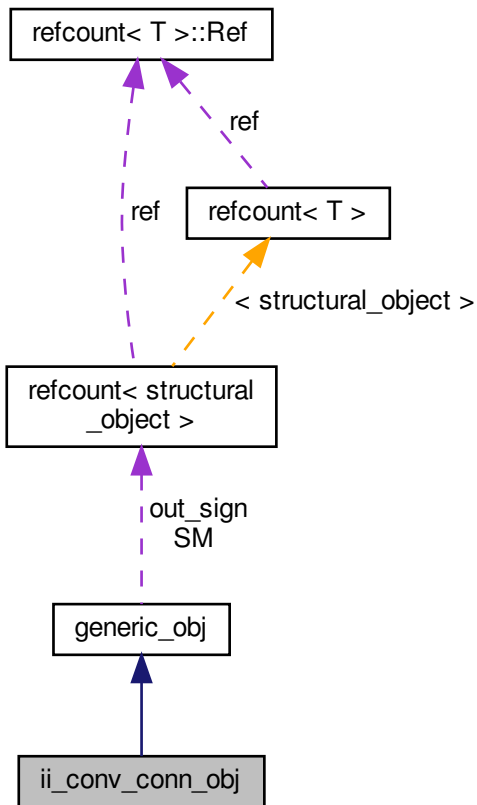 refcount< T >::Ref
ref
refcount< T >
ref
< structural_object >
refcount< structural
_object >
out_sign
SM
generic_obj
ii_conv_conn_obj